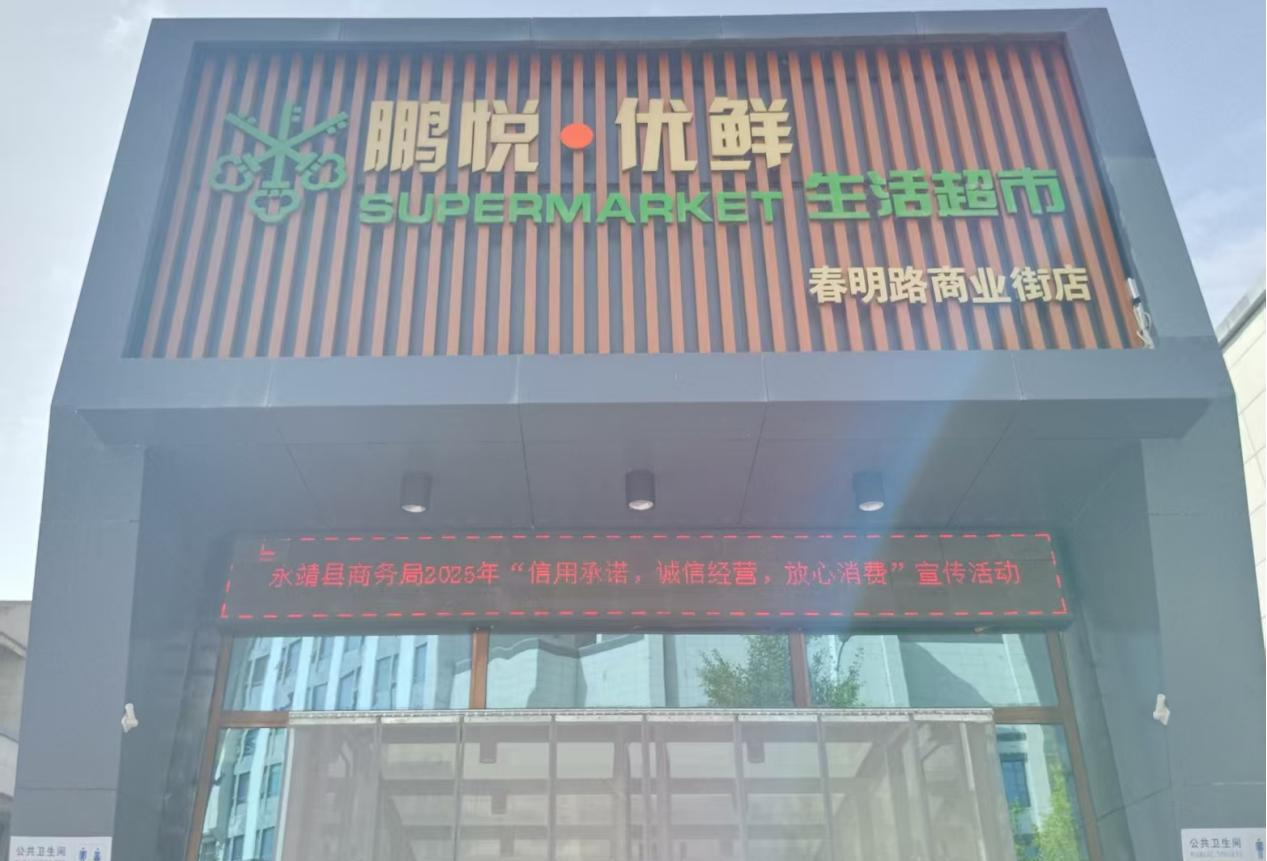 鹏悦·优鲜
SUPERMARKET 生活超市
春明路商业街店
永靖县商务局2025年“信用承诺，诚信经营，放心消费”宣传活动
公共卫生间
公共卫生间